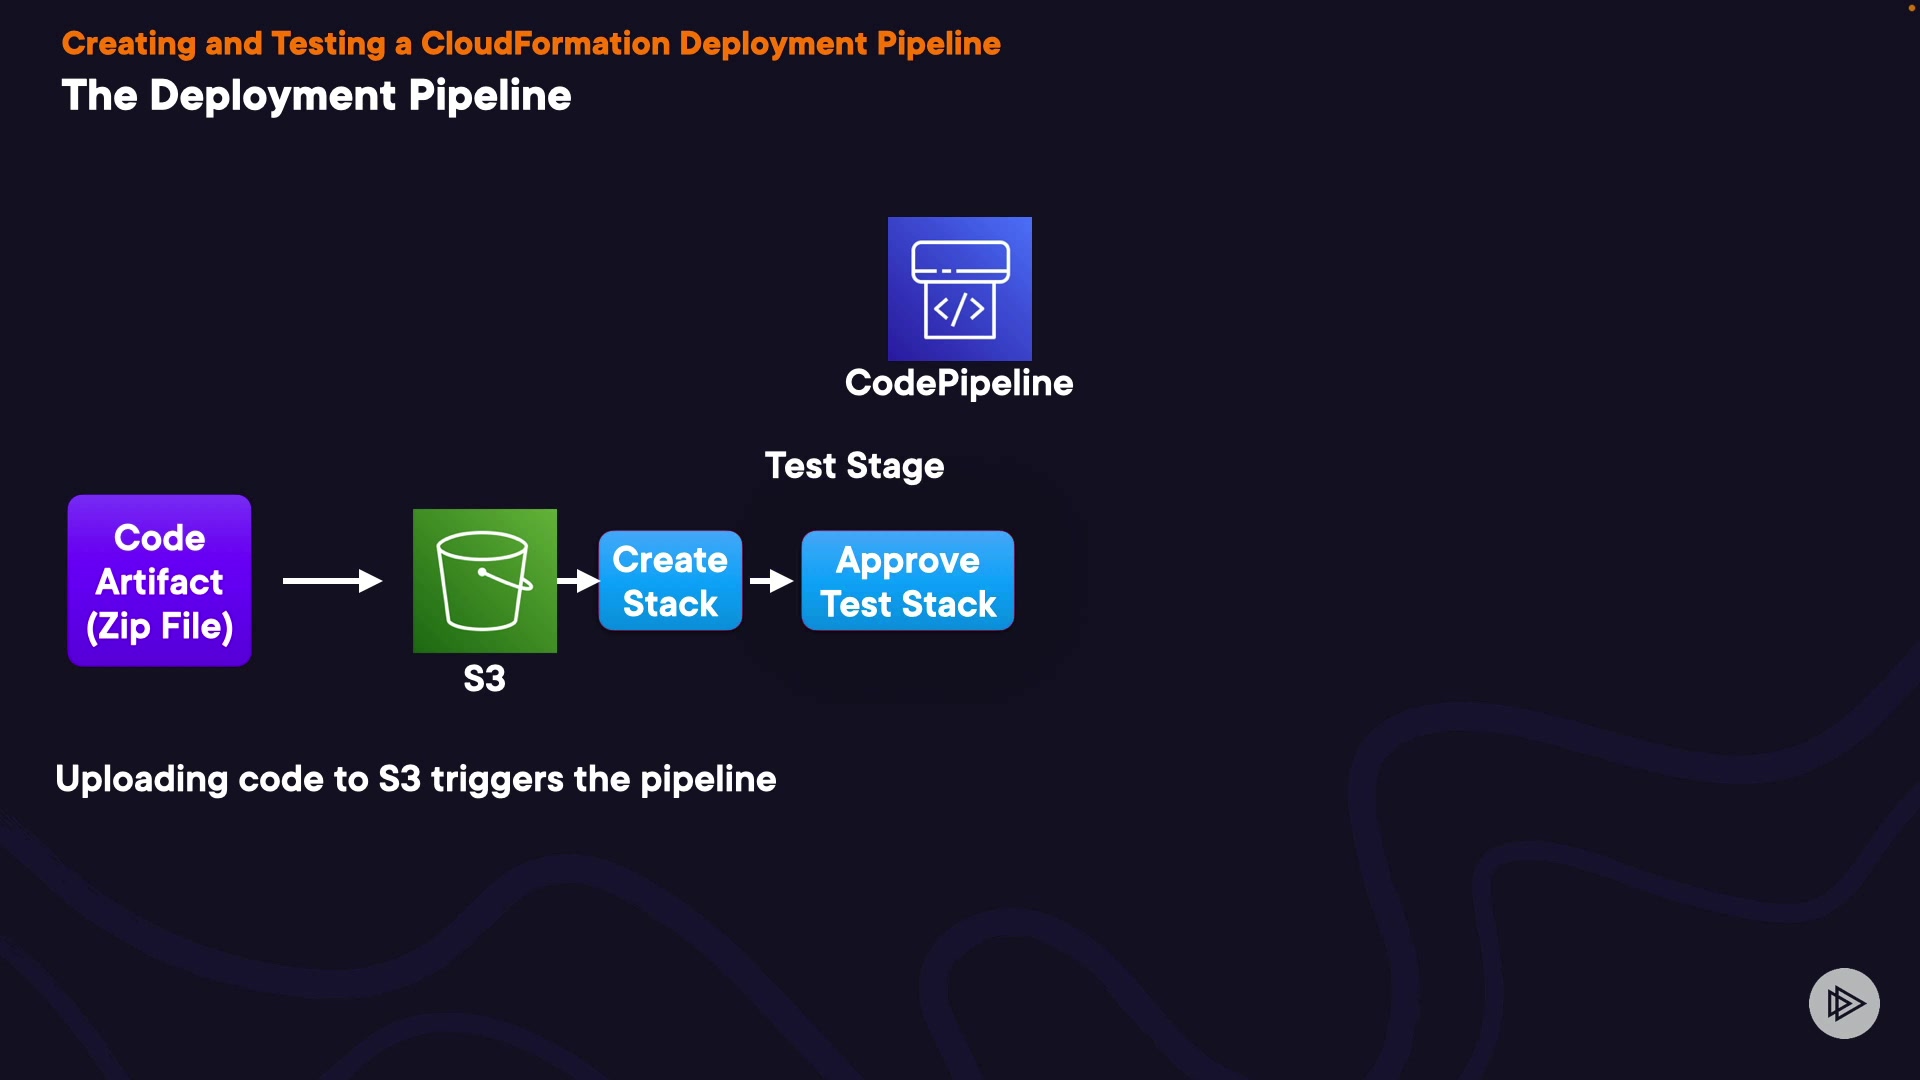 Creating and Testing a CloudFormation Deployment Pipeline
The Deployment Pipeline
</>
CodePipeline
Test Stage
Code
Artifact
(Zip File)
S3
Create
Stack
Approve
Test Stack
Uploading code to S3 triggers the pipeline